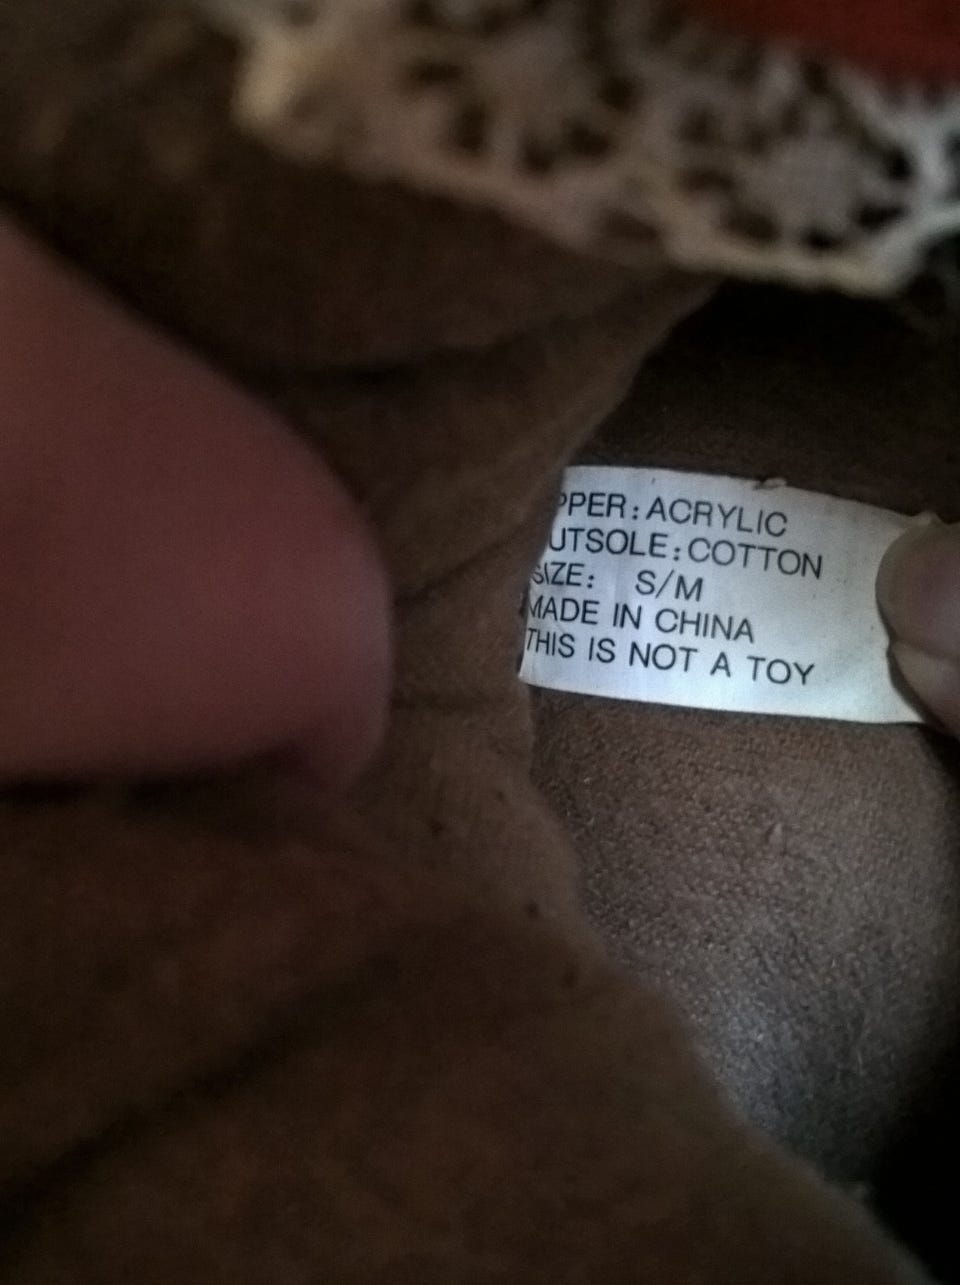 PPER: ACRYLIC
UTSOLE: COTTON
SIZE: S/M
MADE IN CHINA
THIS IS NOT A TOY